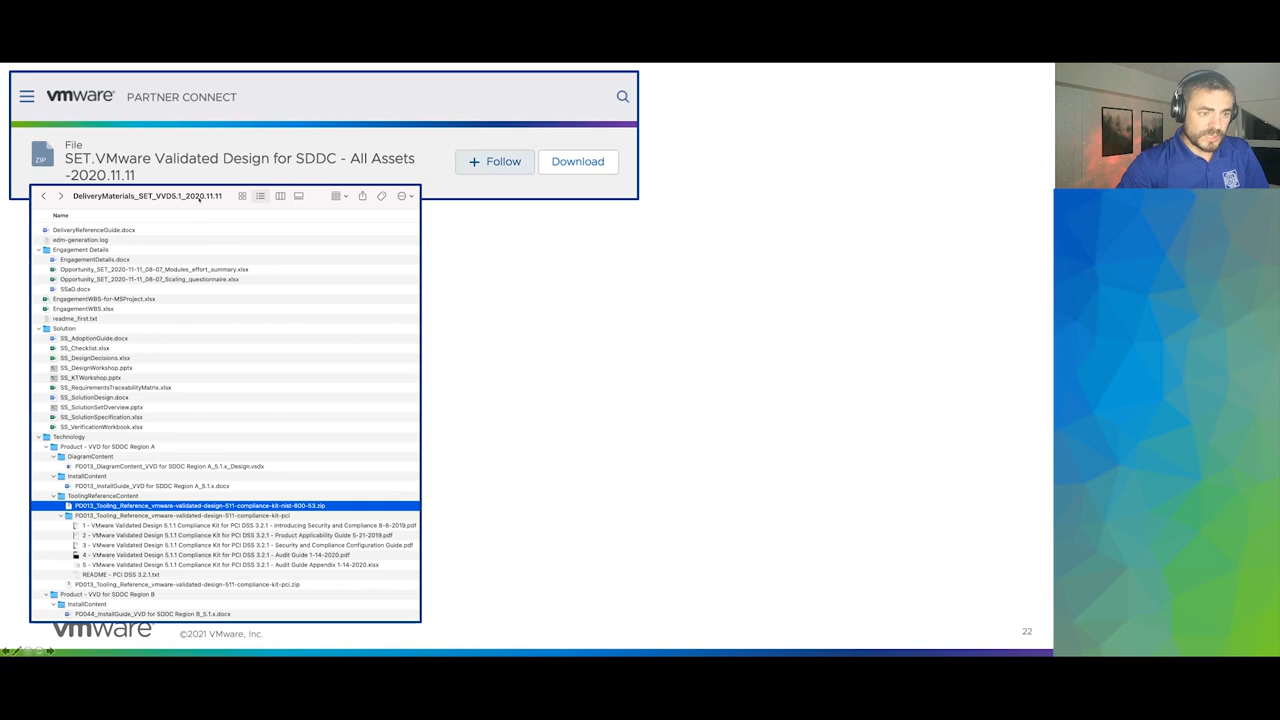 vmware PARTNER CONNECT
File
ZIP
SET.VMware Validated Design for SDDC - All Assets
-2020.11.11
+ Follow
Download
DeliveryMaterials_SET_VVD5.1_2020.11.11
Name
DeliveryReferenceGuide.docx
edm-generation.log
Engagement Details
EngagementDetails.docx
Opportunity_SET_2020-11-11_08-07_Modules_effort_summary.xlsx
Opportunity_SET_2020-11-11_08-07_Scaling_questionnaire.xlsx
SSaO.docx
EngagementWBS-for-MSProject.xlsx
EngagementWBS.xlsx
readme_first.txt
Solution
SS_AdoptionGuide.docx
SS_Checklist.xlsx
SS_DesignDecisions.xlsx
SS_DesignWorkshop.pptx
SS_KTWorkshop.pptx
SS_RequirementsTraceabilityMatrix.xlsx
SS_SolutionDesign.docx
SS_SolutionSetOverview.pptx
SS_SolutionSpecification.xlsx
SS_VerificationWorkbook.xlsx
Technology
Product - VVD for SDDC Region A
DiagramContent
PD013_DiagramContent_VVD for SDDC Region A_5.1.x_Design.vsdx
InstallContent
PD013_InstallGuide_VVD for SDDC Region A_5.1.x.docx
ToolingReferenceContent
PD013_Tooling_Reference_vmware-validated-design-511-compliance-kit-nist-800-53.zip
PD013_Tooling_Reference_vmware-validated-design-511-compliance-kit-pci
1 - VMware Validated Design 5.1.1 Compliance Kit for PCI DSS 3.2.1 - Introducing Security and Compliance 8-8-2019.pdf
2 - VMware Validated Design 5.1.1 Compliance Kit for PCI DSS 3.2.1 - Product Applicability Guide 5-21-2019.pdf
3 - VMware Validated Design 5.1.1 Compliance Kit for PCI DSS 3.2.1 - Security and Compliance Configuration Guide.pdf
4 - VMware Validated Design 5.1.1 Compliance Kit for PCI DSS 3.2.1 - Audit Guide 1-14-2020.pdf
5 - VMware Validated Design 5.1.1 Compliance Kit for PCI DSS 3.2.1 - Audit Guide Appendix 1-14-2020.xlsx
README - PCI DSS 3.2.1.txt
PD013_Tooling_Reference_vmware-validated-design-511-compliance-kit-pci.zip
Product - VVD for SDDC Region B
InstallContent
PD044_InstallGuide_VVD for SDDC Region B_5.1.x.docx
vmware ©2021 VMware, Inc.
22